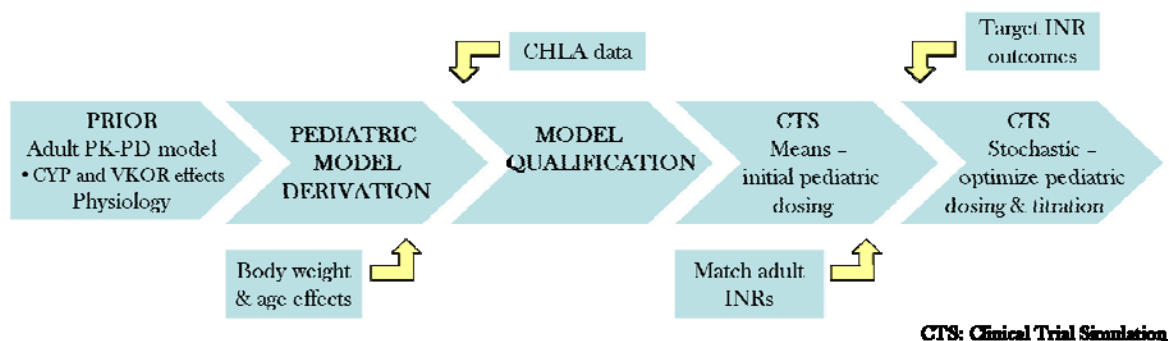 CHLA data
Target INR
outcomes
PRIOR
Adult PK-PD model
• CYP and VKOR effects
Physiology
PEDIATRIC
MODEL
DERIVATION
MODEL
QUALIFICATION
CTS
Means –
initial pediatric
dosing
CTS
Stochastic –
optimize pediatric
dosing & titration
Body weight
& age effects
Match adult
INRs
CTS: Clinical Trial Simulation